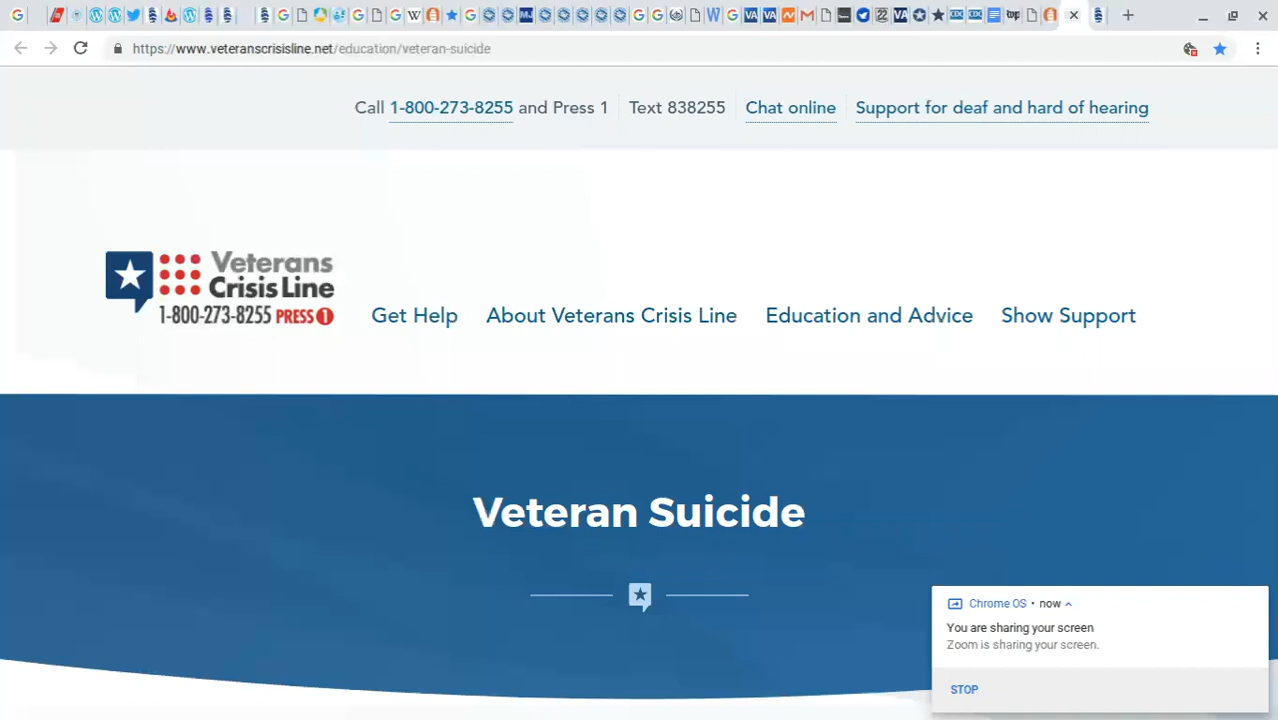 https://www.veteranscrisisline.net/education/veteran-suicide
Call 1-800-273-8255 and Press 1 Text 838255 Chat online Support for deaf and hard of hearing
Veterans
Crisis Line
1-800-273-8255 PRESS 1
Get Help About Veterans Crisis Line Education and Advice Show Support
Veteran Suicide
Chrome OS • now
You are sharing your screen
Zoom is sharing your screen.
STOP